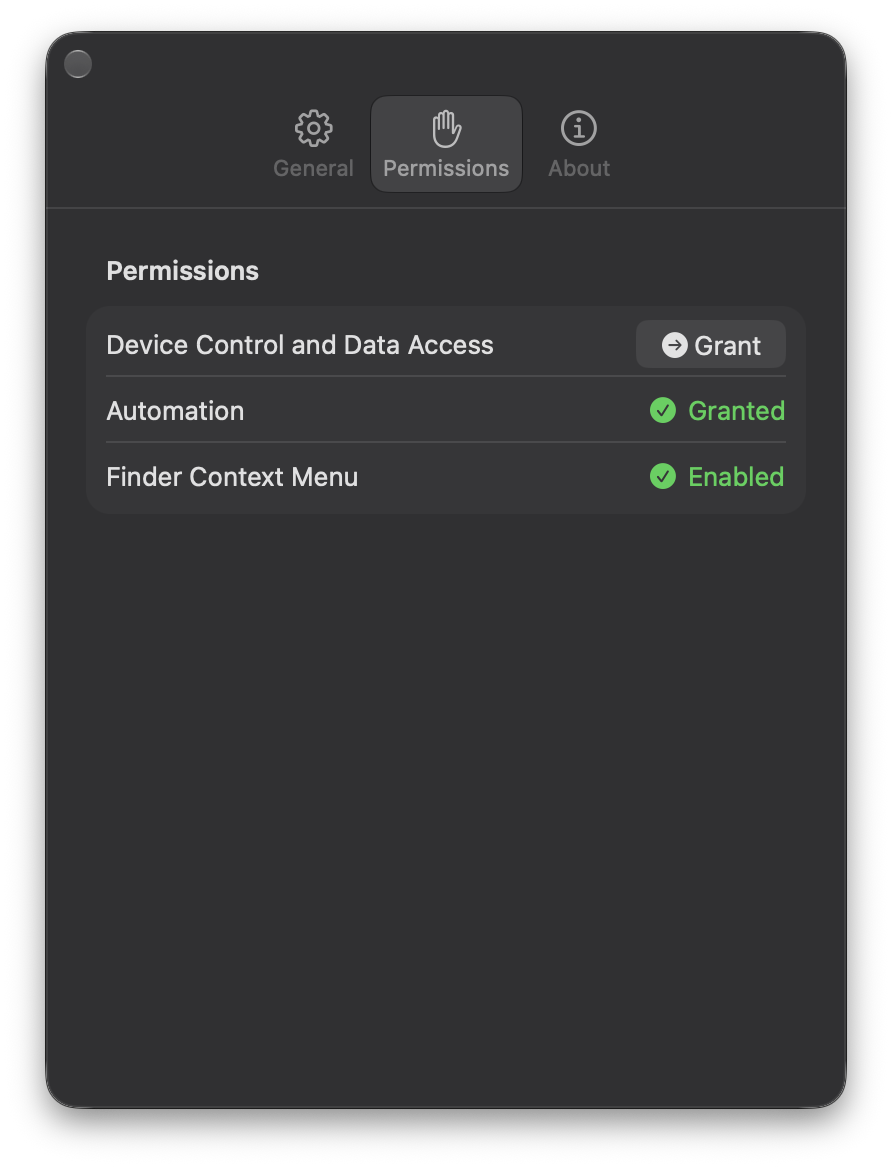 General Permissions About
Permissions
Device Control and Data Access Grant
Automation Granted
Finder Context Menu Enabled